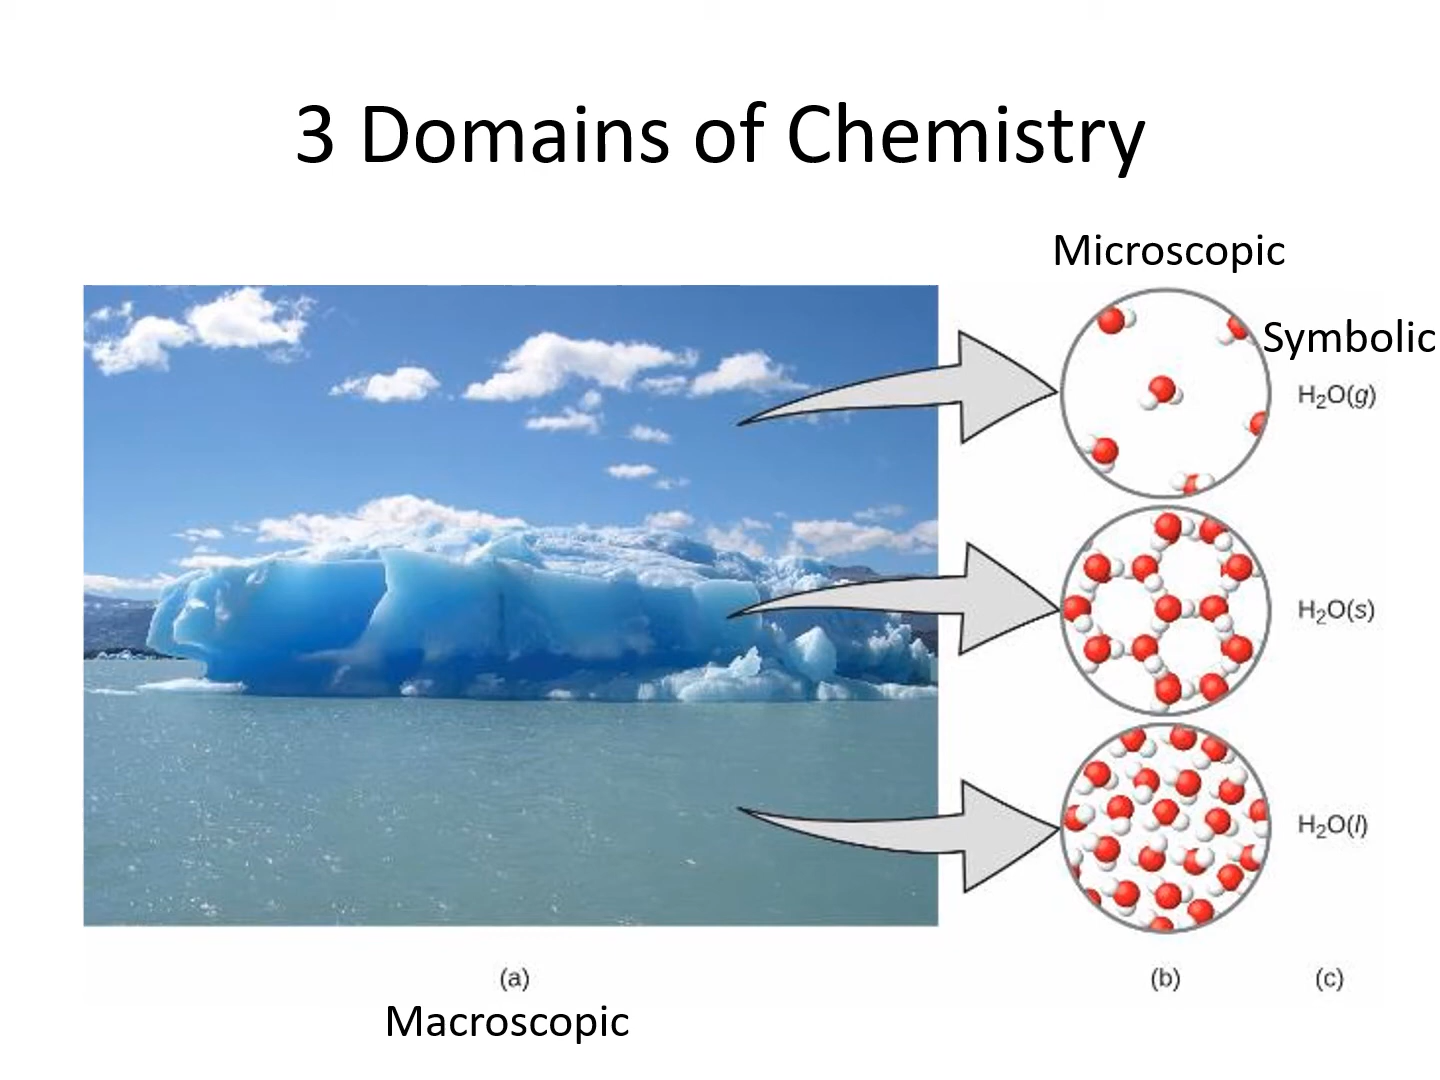 3 Domains of Chemistry
Microscopic
Symbolic
H₂O(g)
H₂O(s)
H₂O(l)
(a)
(b)
(c)
Macroscopic